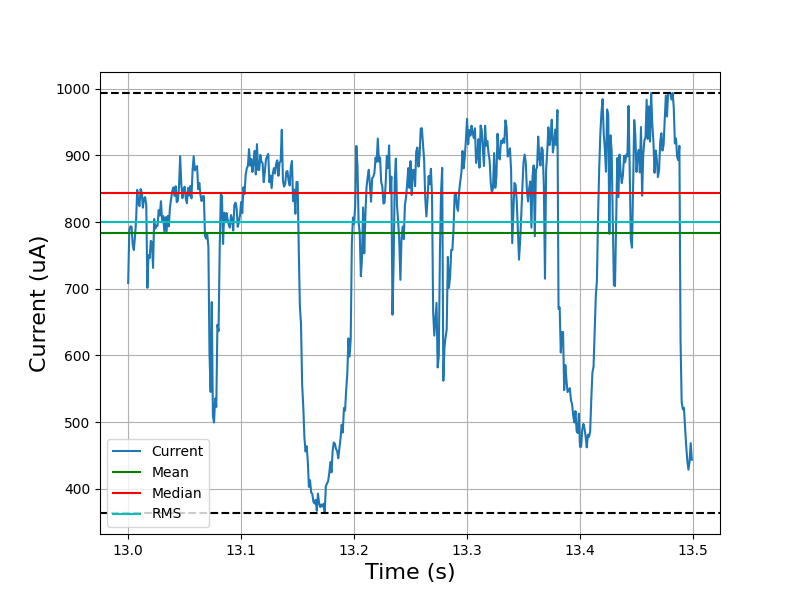 1000
900
800
700
600
500
400
Current (uA)
Current
Mean
Median
RMS
13.0 13.1 13.2 13.3 13.4 13.5
Time (s)